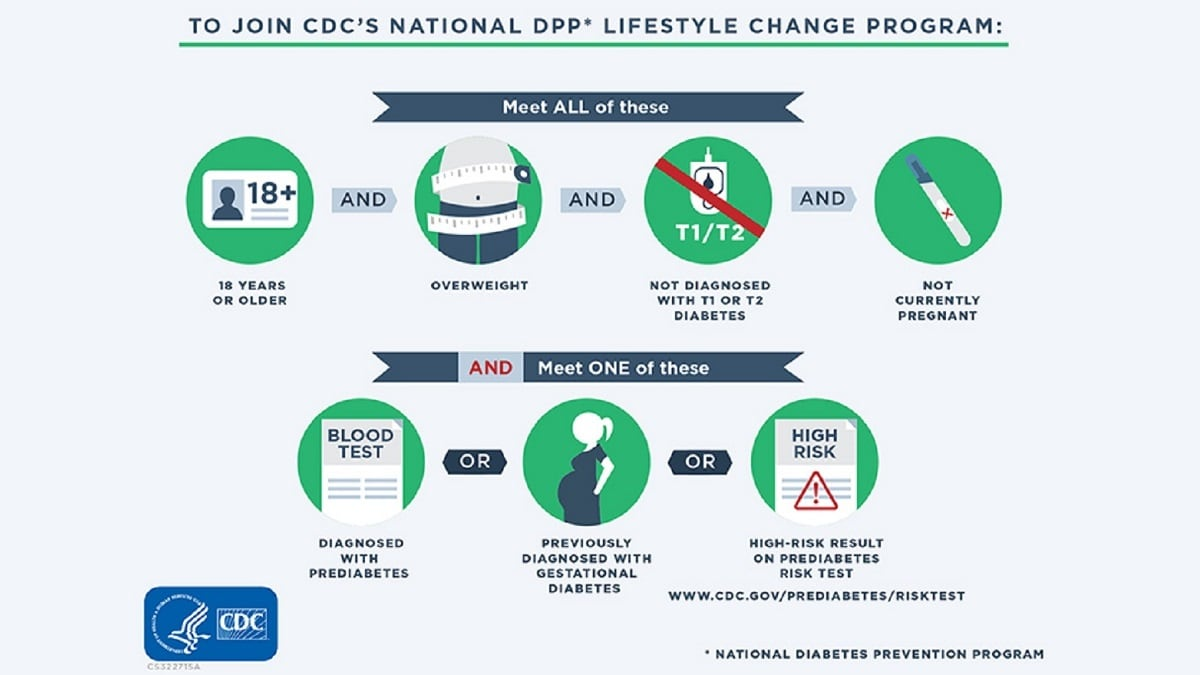 TO JOIN CDC'S NATIONAL DPP* LIFESTYLE CHANGE PROGRAM:
Meet ALL of these
18+
AND
AND
T1/T2
AND
18 YEARS
OR OLDER
OVERWEIGHT
NOT DIAGNOSED
WITH T1 OR T2
DIABETES
NOT
CURRENTLY
PREGNANT
AND Meet ONE of these
BLOOD
TEST
OR
OR
HIGH
RISK
DIAGNOSED
WITH
PREDIABETES
PREVIOUSLY
DIAGNOSED WITH
GESTATIONAL
DIABETES
HIGH-RISK RESULT
ON PREDIABETES
RISK TEST
WWW.CDC.GOV/PREDIABETES/RISKTEST
CDC
CS322715A
* NATIONAL DIABETES PREVENTION PROGRAM